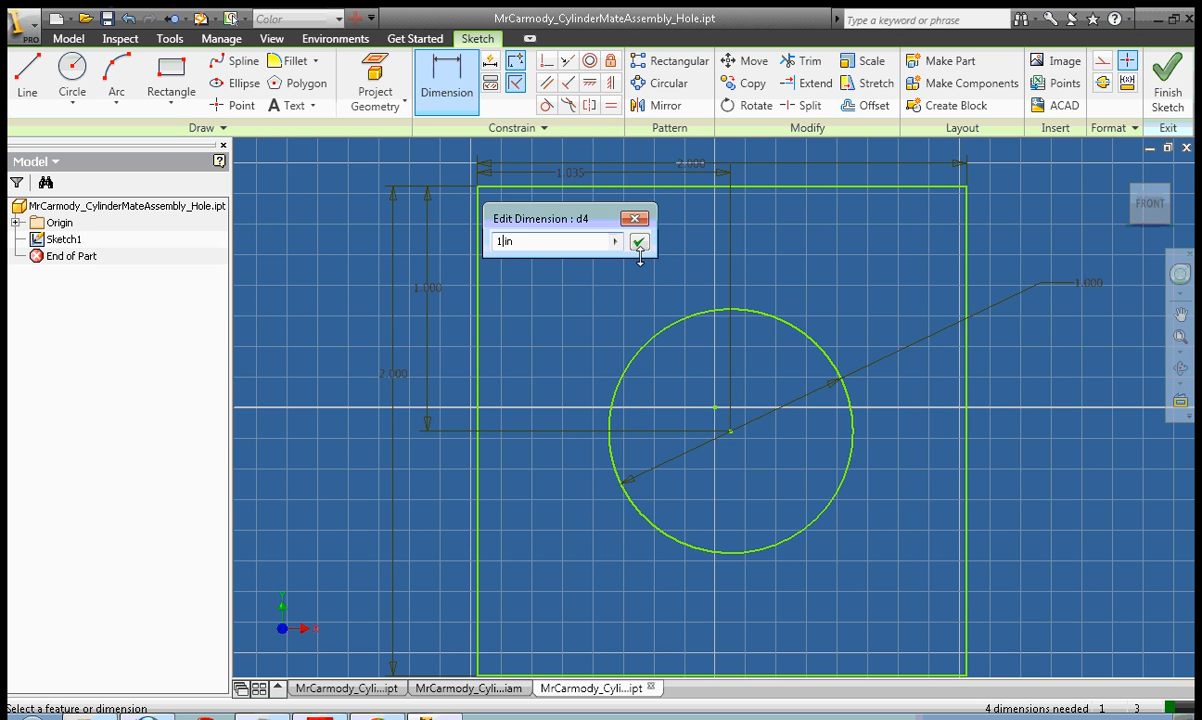 PRO
Color
MrCarmody_CylinderMateAssembly_Hole.ipt
Type a keyword or phrase
Model Inspect Tools Manage View Environments Get Started Sketch
Line
Circle
Arc
Rectangle
Spline
Ellipse
Point
Fillet
Polygon
Text
Project
Geometry
Dimension
Rectangular
Circular
Mirror
Move
Copy
Rotate
Trim
Extend
Split
Scale
Stretch
Offset
Make Part
Make Components
Create Block
Image
Points
ACAD
Finish
Sketch
Draw
Constrain
Pattern
Modify
Layout
Insert
Format
Exit
Model
MrCarmody_CylinderMateAssembly_Hole.ipt
Origin
Sketch1
End of Part
2.000
1.035
Edit Dimension : d4
1in
FRONT
1.000
1.000
2.000
Y
X
MrCarmody_Cyli...ipt
MrCarmody_Cyli...iam
MrCarmody_Cyl...ipt
Select a feature or dimension
4 dimensions needed 1 3